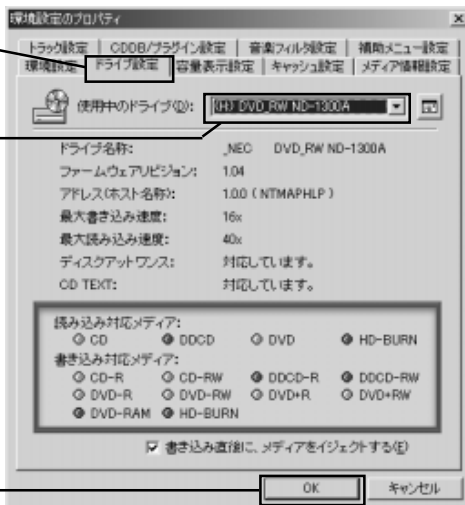 環境設定のプロパティ
トラック設定 CDDB/プラグイン設定 音楽フィルタ設定 補助メニュー設定
環境設定 ドライブ設定 容量表示設定 キャッシュ設定 メディア情報設定
使用中のドライブ(D): (H:) DVD_RW ND-1300A
ドライブ名称: _NEC DVD_RW ND-1300A
ファームウェアリビジョン: 1.04
アドレス(ホスト名称): 1:0:0 ( NTMAPHLP )
最大書き込み速度: 16x
最大読み込み速度: 40x
ディスクアットワンス: 対応しています。
CD TEXT: 対応しています。
読み込み対応メディア:
CD DDCD DVD HD-BURN
書き込み対応メディア:
CD-R CD-RW DDCD-R DDCD-RW
DVD-R DVD-RW DVD+R DVD+RW
DVD-RAM HD-BURN
書き込み直後に、メディアをイジェクトする(E)
OK キャンセル